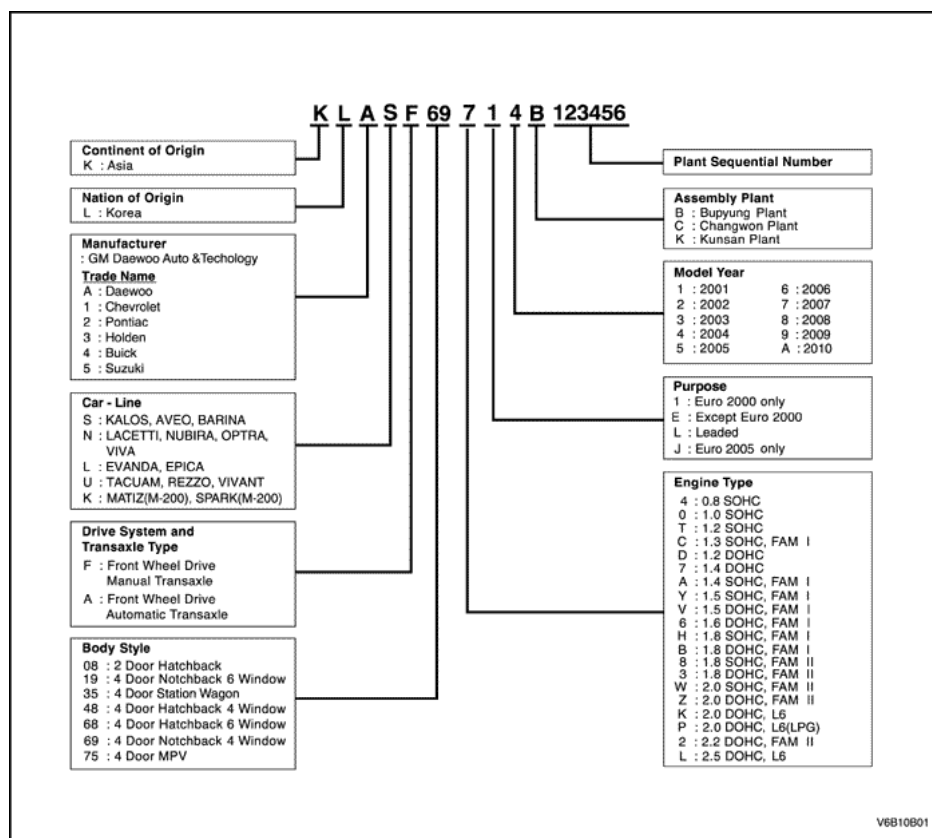 K L A S F 69 7 1 4 B 123456
Continent of Origin
K : Asia
Nation of Origin
L : Korea
Manufacturer
: GM Daewoo Auto &Techology
Trade Name
A : Daewoo
1 : Chevrolet
2 : Pontiac
3 : Holden
4 : Buick
5 : Suzuki
Car - Line
S : KALOS, AVEO, BARINA
N : LACETTI, NUBIRA, OPTRA,
VIVA
L : EVANDA, EPICA
U : TACUAM, REZZO, VIVANT
K : MATIZ(M-200), SPARK(M-200)
Drive System and
Transaxle Type
F : Front Wheel Drive
Manual Transaxle
A : Front Wheel Drive
Automatic Transaxle
Body Style
08 : 2 Door Hatchback
19 : 4 Door Notchback 6 Window
35 : 4 Door Station Wagon
48 : 4 Door Hatchback 4 Window
68 : 4 Door Hatchback 6 Window
69 : 4 Door Notchback 4 Window
75 : 4 Door MPV
Plant Sequential Number
Assembly Plant
B : Bupyung Plant
C : Changwon Plant
K : Kunsan Plant
Model Year
1 : 2001 6 : 2006
2 : 2002 7 : 2007
3 : 2003 8 : 2008
4 : 2004 9 : 2009
5 : 2005 A : 2010
Purpose
1 : Euro 2000 only
E : Except Euro 2000
L : Leaded
J : Euro 2005 only
Engine Type
4 : 0.8 SOHC
0 : 1.0 SOHC
T : 1.2 SOHC
C : 1.3 SOHC, FAM I
D : 1.2 DOHC
7 : 1.4 DOHC
A : 1.4 SOHC, FAM I
Y : 1.5 SOHC, FAM I
V : 1.5 DOHC, FAM I
6 : 1.6 DOHC, FAM I
H : 1.8 SOHC, FAM I
B : 1.8 DOHC, FAM I
8 : 1.8 SOHC, FAM II
3 : 1.8 DOHC, FAM II
W : 2.0 SOHC, FAM II
Z : 2.0 DOHC, FAM II
K : 2.0 DOHC, L6
P : 2.0 DOHC, L6(LPG)
2 : 2.2 DOHC, FAM II
L : 2.5 DOHC, L6
V6B10B01